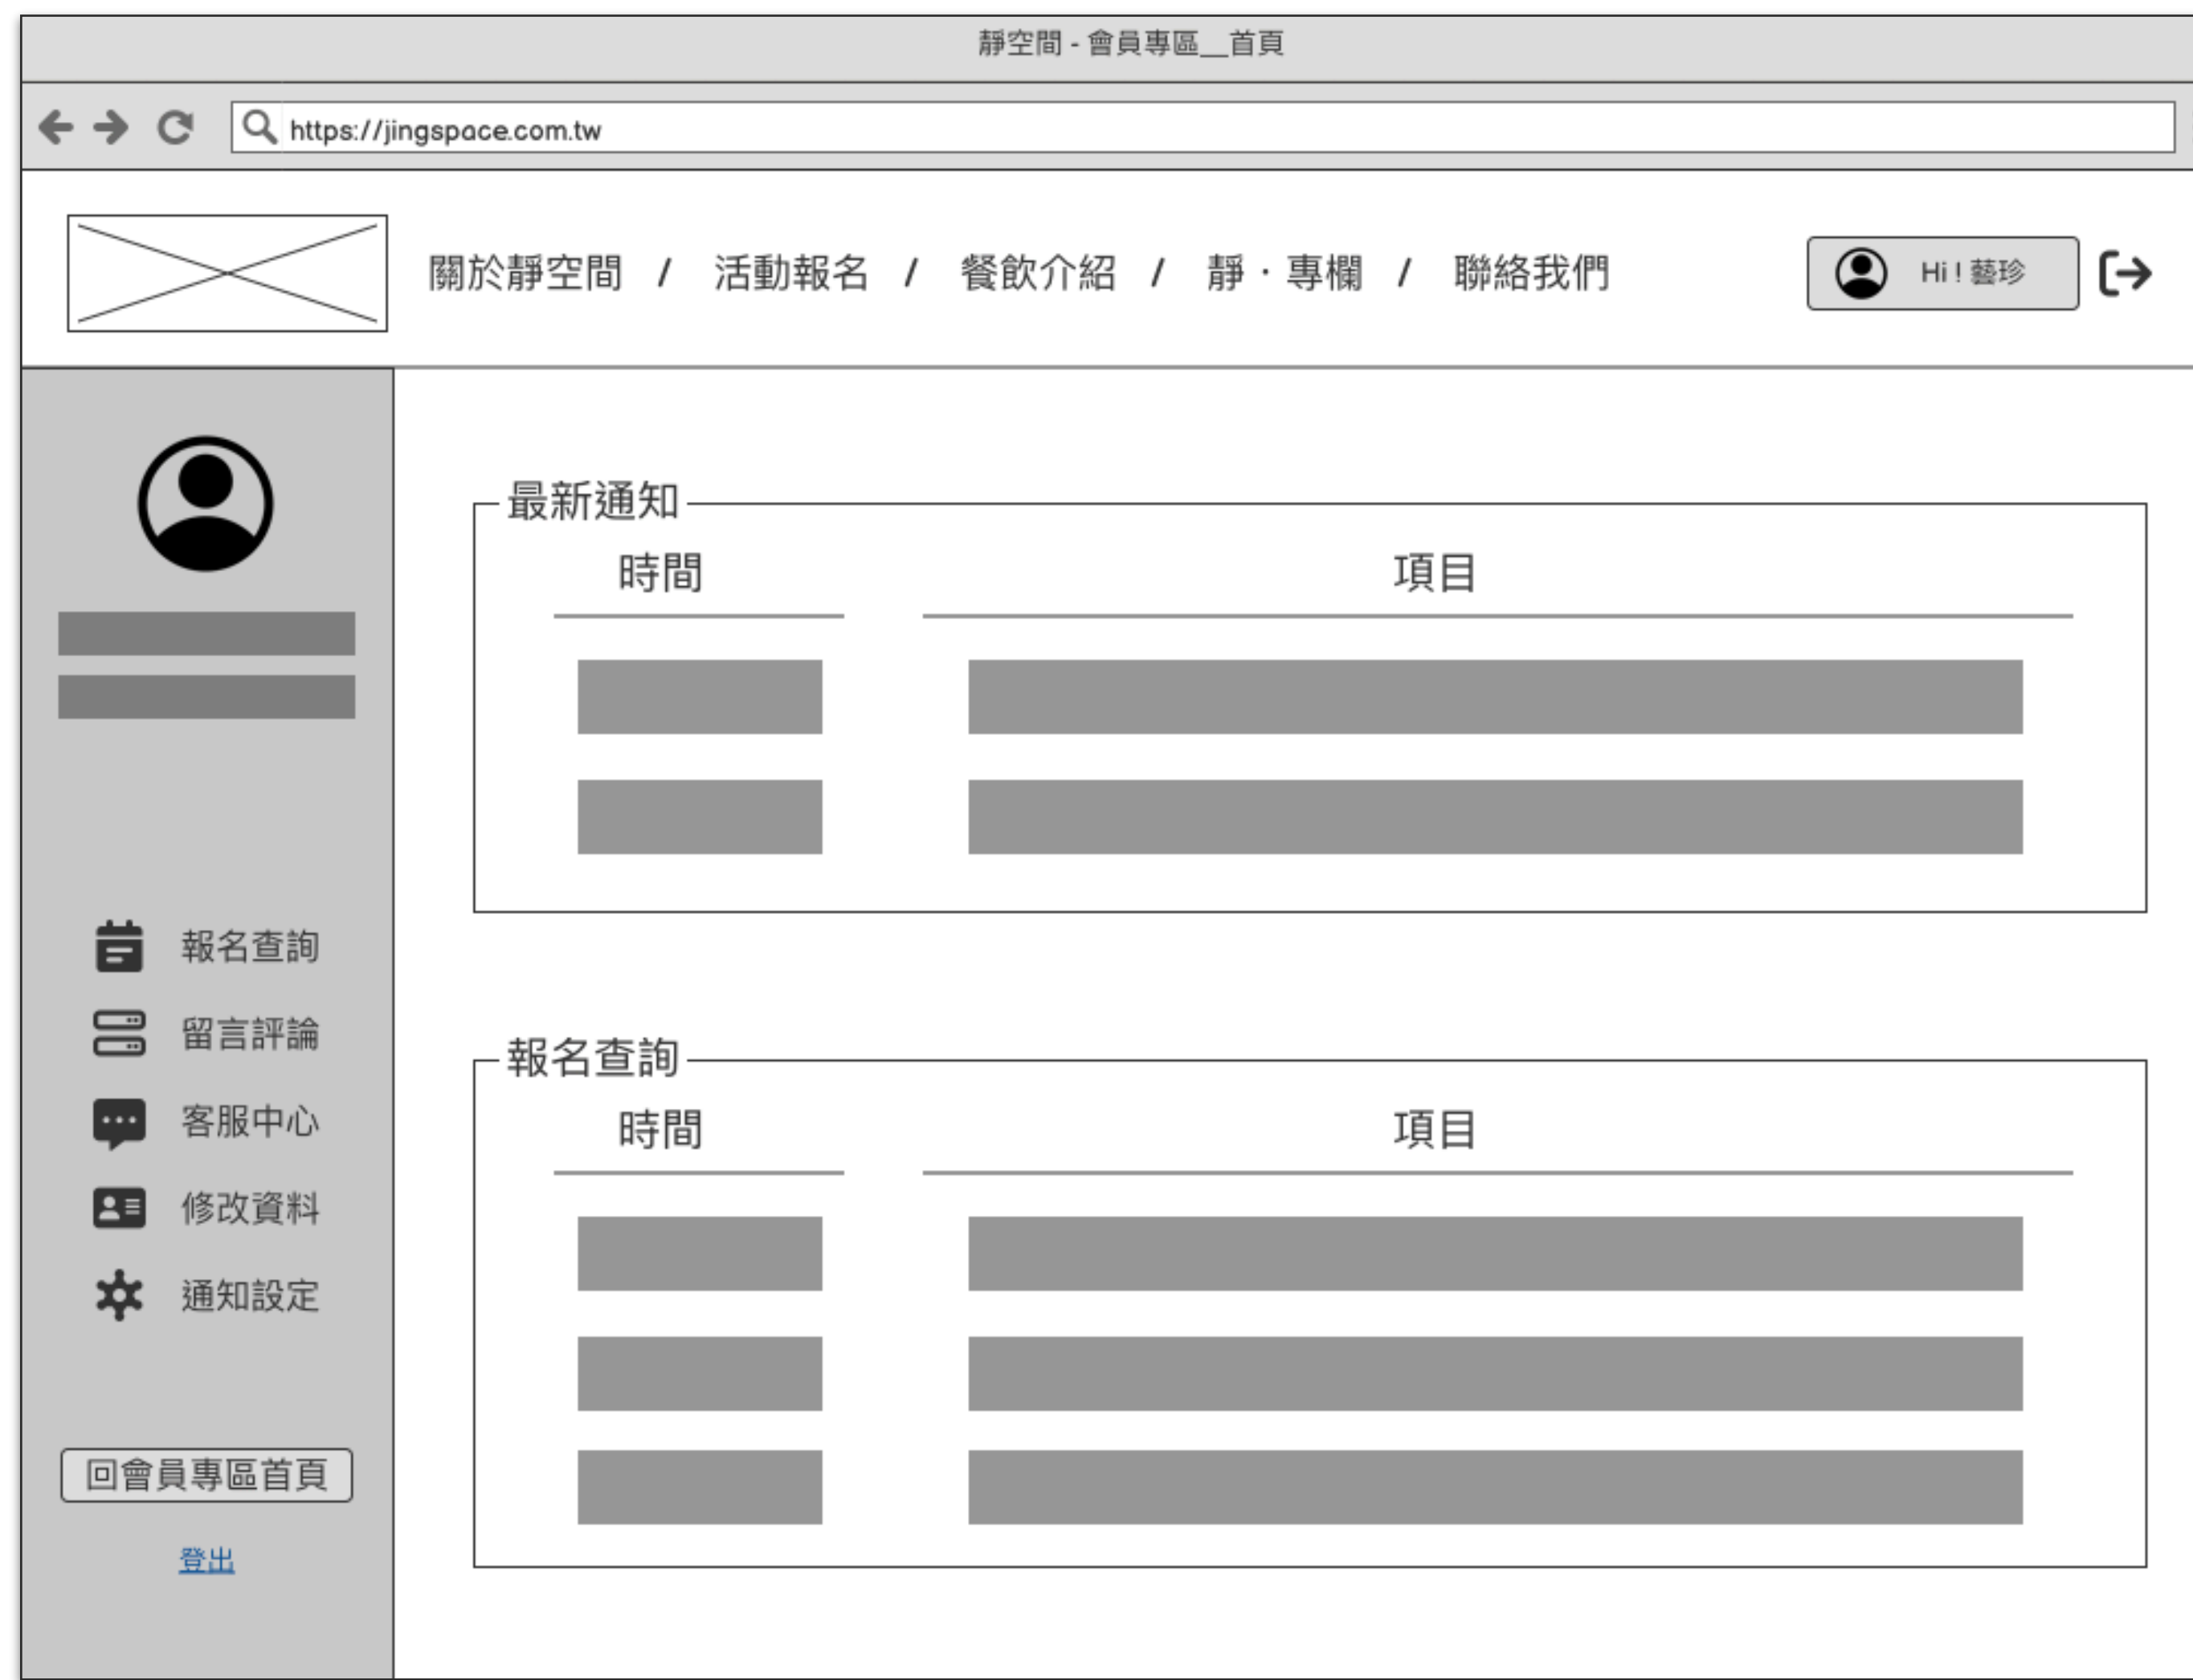 靜空間 - 會員專區__首頁
https://jingspace.com.tw
關於靜空間 / 活動報名 / 餐飲介紹 / 靜・專欄 / 聯絡我們
Hi ! 藝珍
最新通知
時間 項目
報名查詢
留言評論
客服中心
修改資料
通知設定
回會員專區首頁
登出
報名查詢
時間 項目